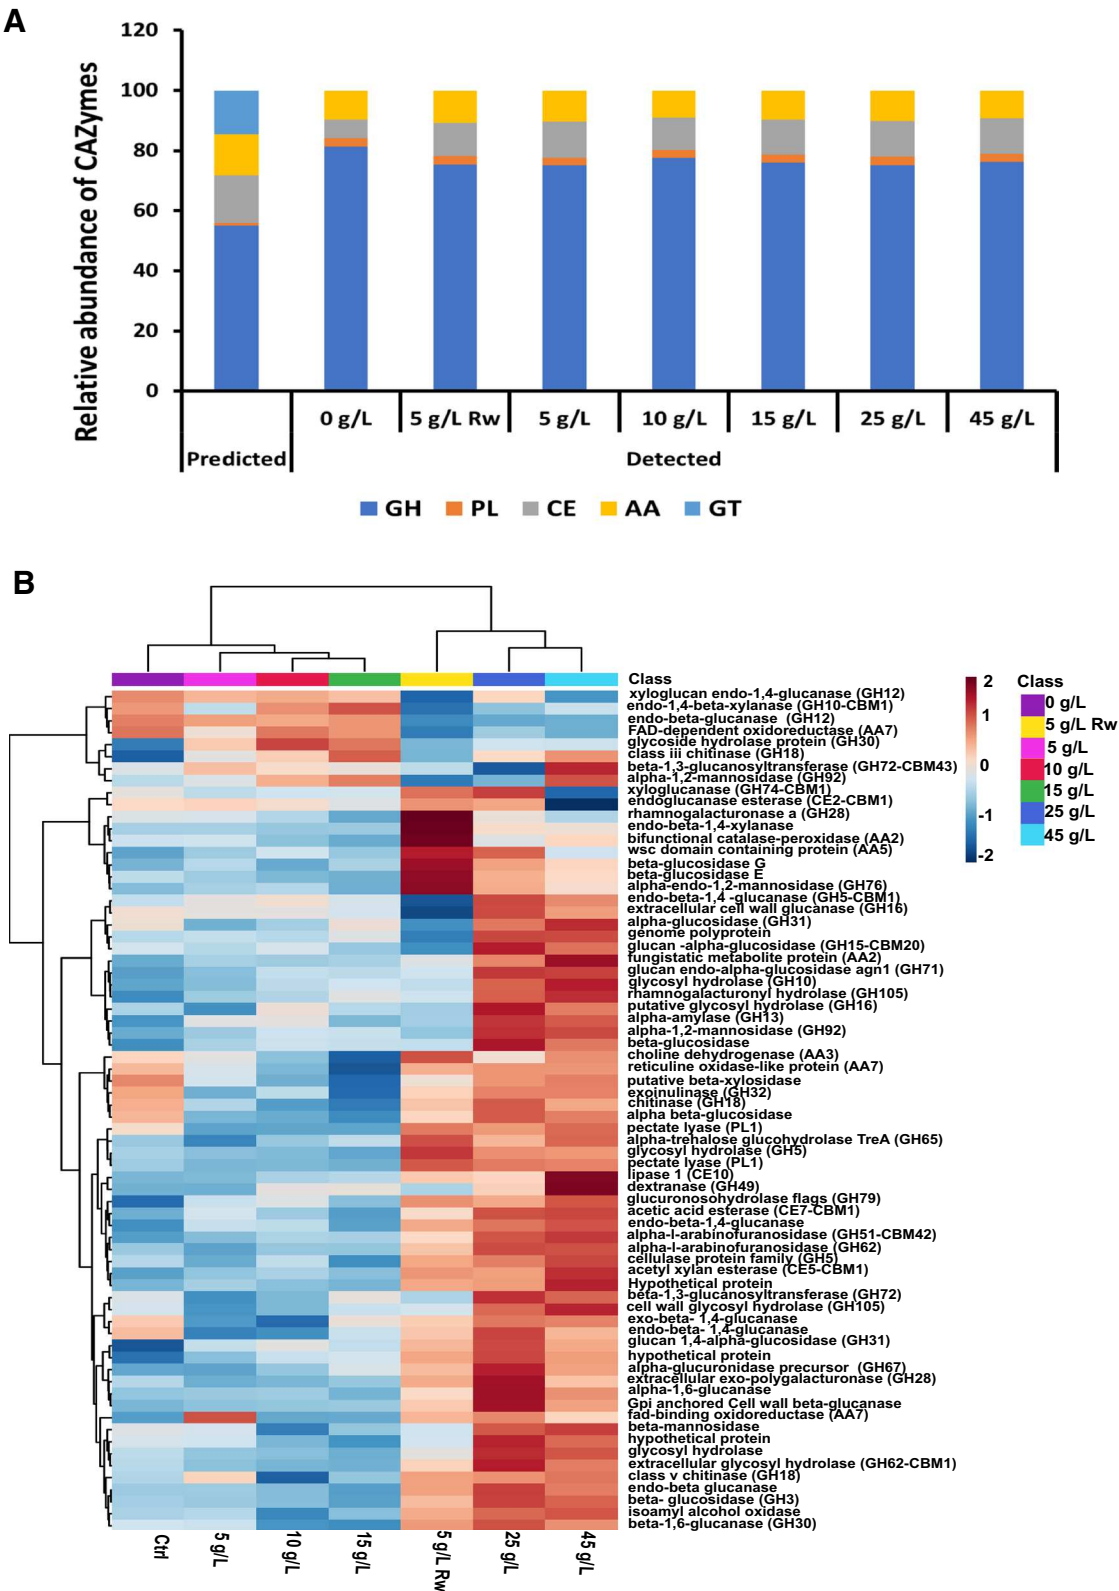 A
Relative abundance of CAZymes
120
100
80
60
40
20
0
0 g/L 5 g/L Rw 5 g/L 10 g/L 15 g/L 25 g/L 45 g/L
Predicted Detected
GH PL CE AA GT
B
Class
xyloglucan endo-1,4-glucanase (GH12)
endo-1,4-beta-xylanase (GH10-CBM1)
endo-beta-glucanase (GH12)
FAD-dependent oxidoreductase (AA7)
glycoside hydrolase protein (GH30)
class iii chitinase (GH18)
beta-1,3-glucanosyltransferase (GH72-CBM43)
alpha-1,2-mannosidase (GH92)
xyloglucanase (GH74-CBM1)
endoglucanase esterase (CE2-CBM1)
rhamnogalacturonase a (GH28)
endo-beta-1,4-xylanase
bifunctional catalase-peroxidase (AA2)
wsc domain containing protein (AA5)
beta-glucosidase G
beta-glucosidase E
alpha-endo-1,2-mannosidase (GH76)
endo-beta-1,4 -glucanase (GH5-CBM1)
extracellular cell wall glucanase (GH16)
alpha-glucosidase (GH31)
genome polyprotein
glucan -alpha-glucosidase (GH15-CBM20)
fungistatic metabolite protein (AA2)
glucan endo-alpha-glucosidase agn1 (GH71)
glycosyl hydrolase (GH10)
rhamnogalacturonyl hydrolase (GH105)
putative glycosyl hydrolase (GH16)
alpha-amylase (GH13)
alpha-1,2-mannosidase (GH92)
beta-glucosidase
choline dehydrogenase (AA3)
reticuline oxidase-like protein (AA7)
putative beta-xylosidase
exoinulinase (GH32)
chitinase (GH18)
alpha beta-glucosidase
pectate lyase (PL1)
alpha-trehalose glucohydrolase TreA (GH65)
glycosyl hydrolase (GH5)
pectate lyase (PL1)
lipase 1 (CE10)
dextranase (GH49)
glucuronosohydrolase flags (GH79)
acetic acid esterase (CE7-CBM1)
endo-beta-1,4-glucanase
alpha-l-arabinofuranosidase (GH51-CBM42)
alpha-l-arabinofuranosidase (GH62)
cellulase protein family (GH5)
acetyl xylan esterase (CE5-CBM1)
Hypothetical protein
beta-1,3-glucanosyltransferase (GH72)
cell wall glycosyl hydrolase (GH105)
exo-beta- 1,4-glucanase
endo-beta- 1,4-glucanase
glucan 1,4-alpha-glucosidase (GH31)
hypothetical protein
alpha-glucuronidase precursor (GH67)
extracellular exo-polygalacturonase (GH28)
alpha-1,6-glucanase
Gpi anchored Cell wall beta-glucanase
fad-binding oxidoreductase (AA7)
beta-mannosidase
hypothetical protein
glycosyl hydrolase
extracellular glycosyl hydrolase (GH62-CBM1)
class v chitinase (GH18)
endo-beta glucanase
beta- glucosidase (GH3)
isoamyl alcohol oxidase
beta-1,6-glucanase (GH30)
2
1
0
-1
-2
Class
0 g/L
5 g/L Rw
5 g/L
10 g/L
15 g/L
25 g/L
45 g/L
Ctrl 5 g/L 10 g/L 15 g/L 5 g/L Rw 25 g/L 45 g/L